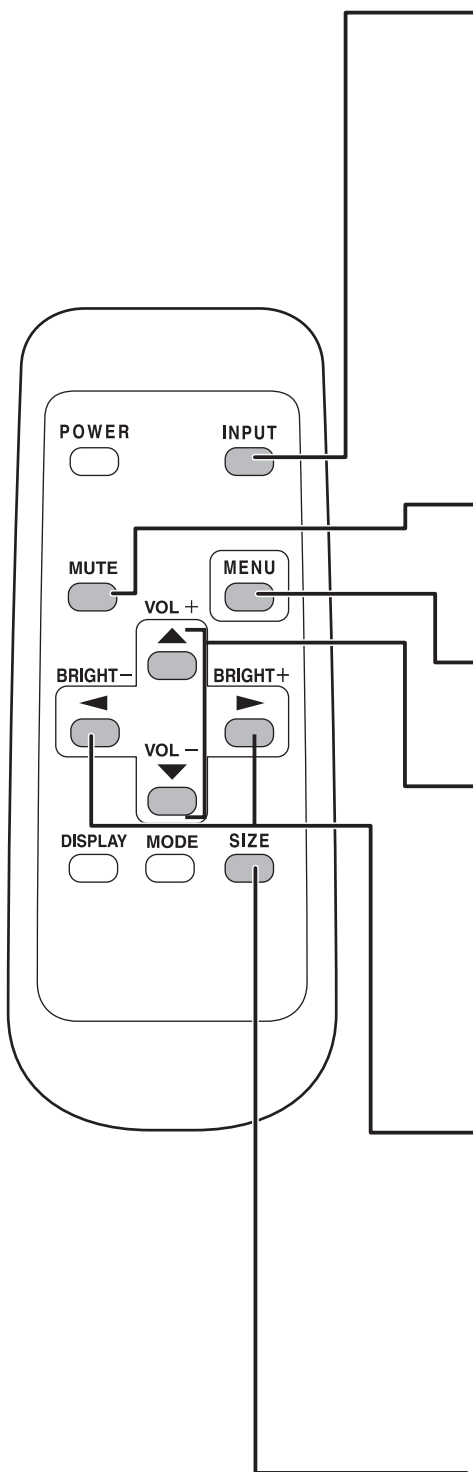 POWER INPUT
MUTE MENU
VOL +
BRIGHT− BRIGHT+
VOL −
DISPLAY MODE SIZE